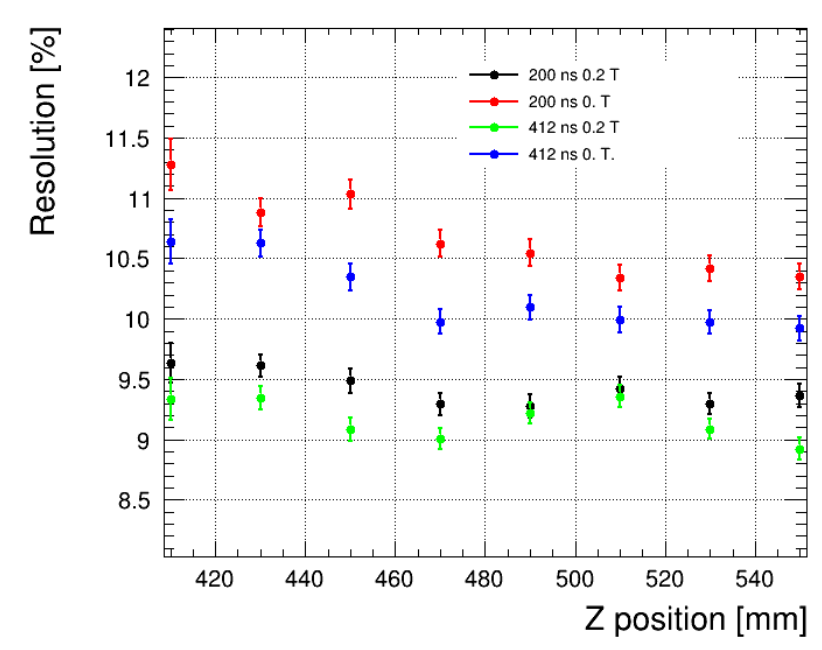 Resolution [%]
12
11.5
11
10.5
10
9.5
9
8.5
200 ns 0.2 T
200 ns 0. T
412 ns 0.2 T
412 ns 0. T.
420 440 460 480 500 520 540
Z position [mm]